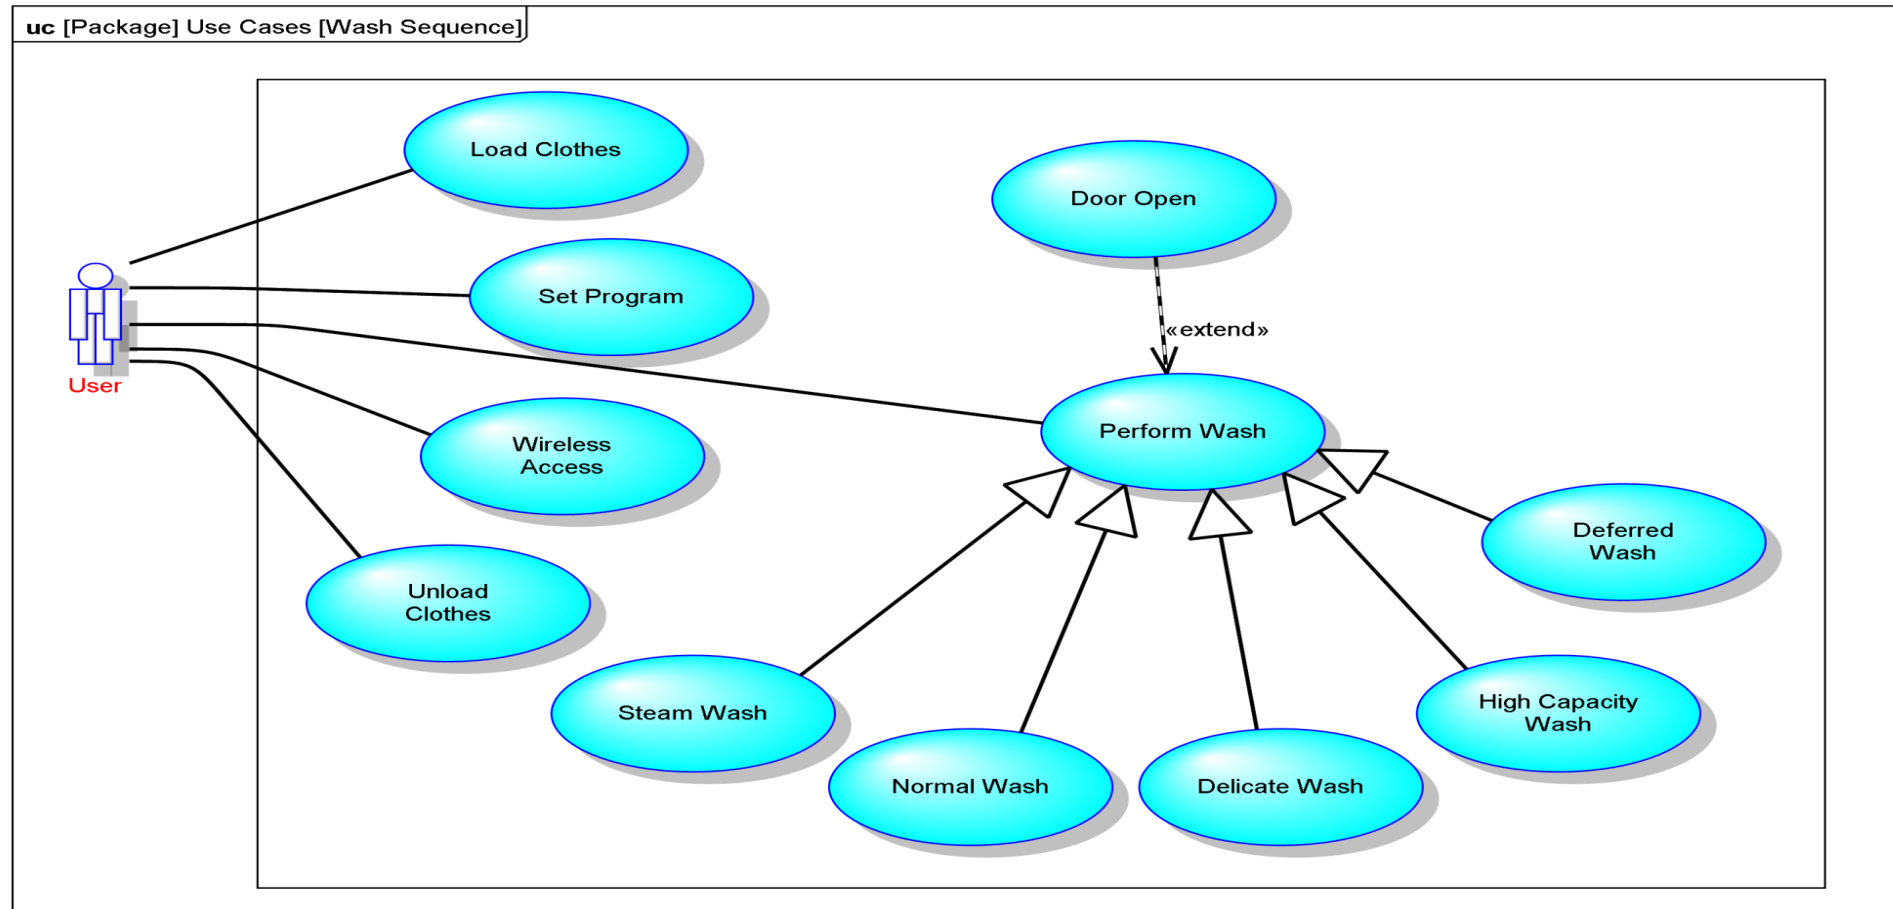 uc [Package] Use Cases [Wash Sequence]
Load Clothes
Door Open
Set Program
«extend»
User
Perform Wash
Wireless
Access
Deferred
Wash
Unload
Clothes
Steam Wash
High Capacity
Wash
Normal Wash
Delicate Wash